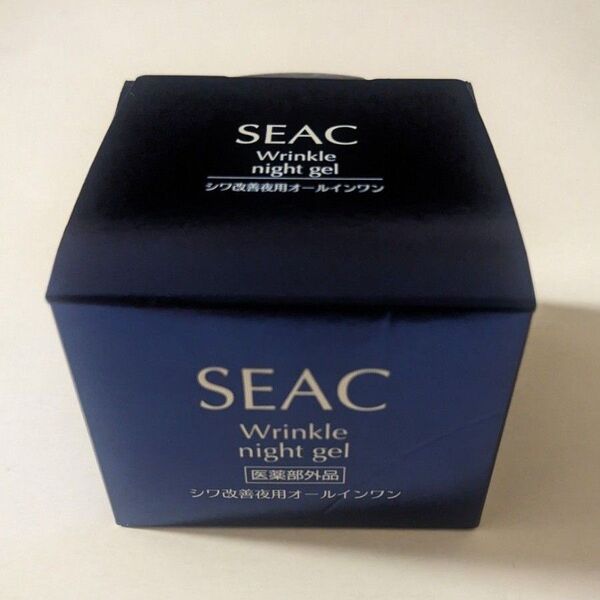 SEAC
Wrinkle
night gel
シワ改善夜用オールインワン
SEAC
Wrinkle
night gel
医薬部外品
シワ改善夜用オールインワン